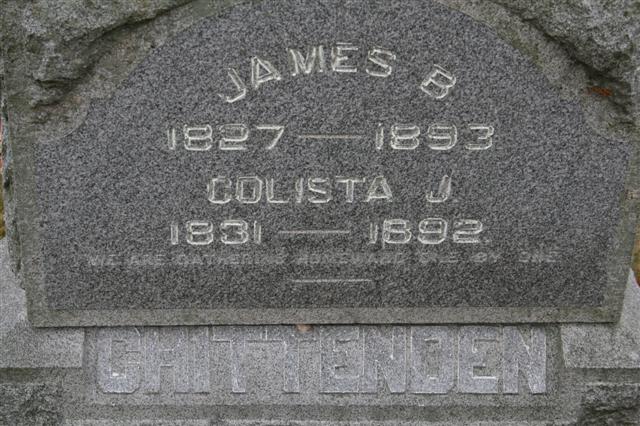 JAMES B
1827 — 1893
COLISTA J.
1831 — 1892.
WE ARE GATHERING HOMEWARD ONE BY ONE
CHITTENDEN